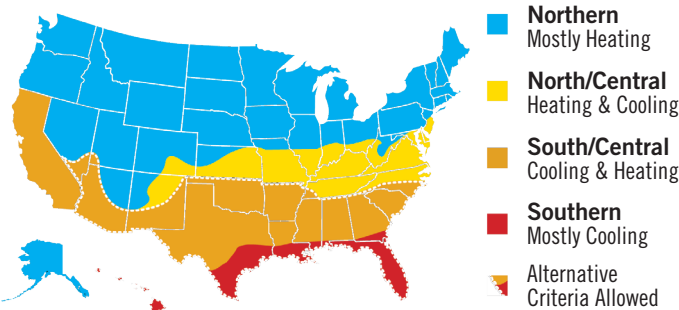 Northern
Mostly Heating
North/Central
Heating & Cooling
South/Central
Cooling & Heating
Southern
Mostly Cooling
Alternative
Criteria Allowed